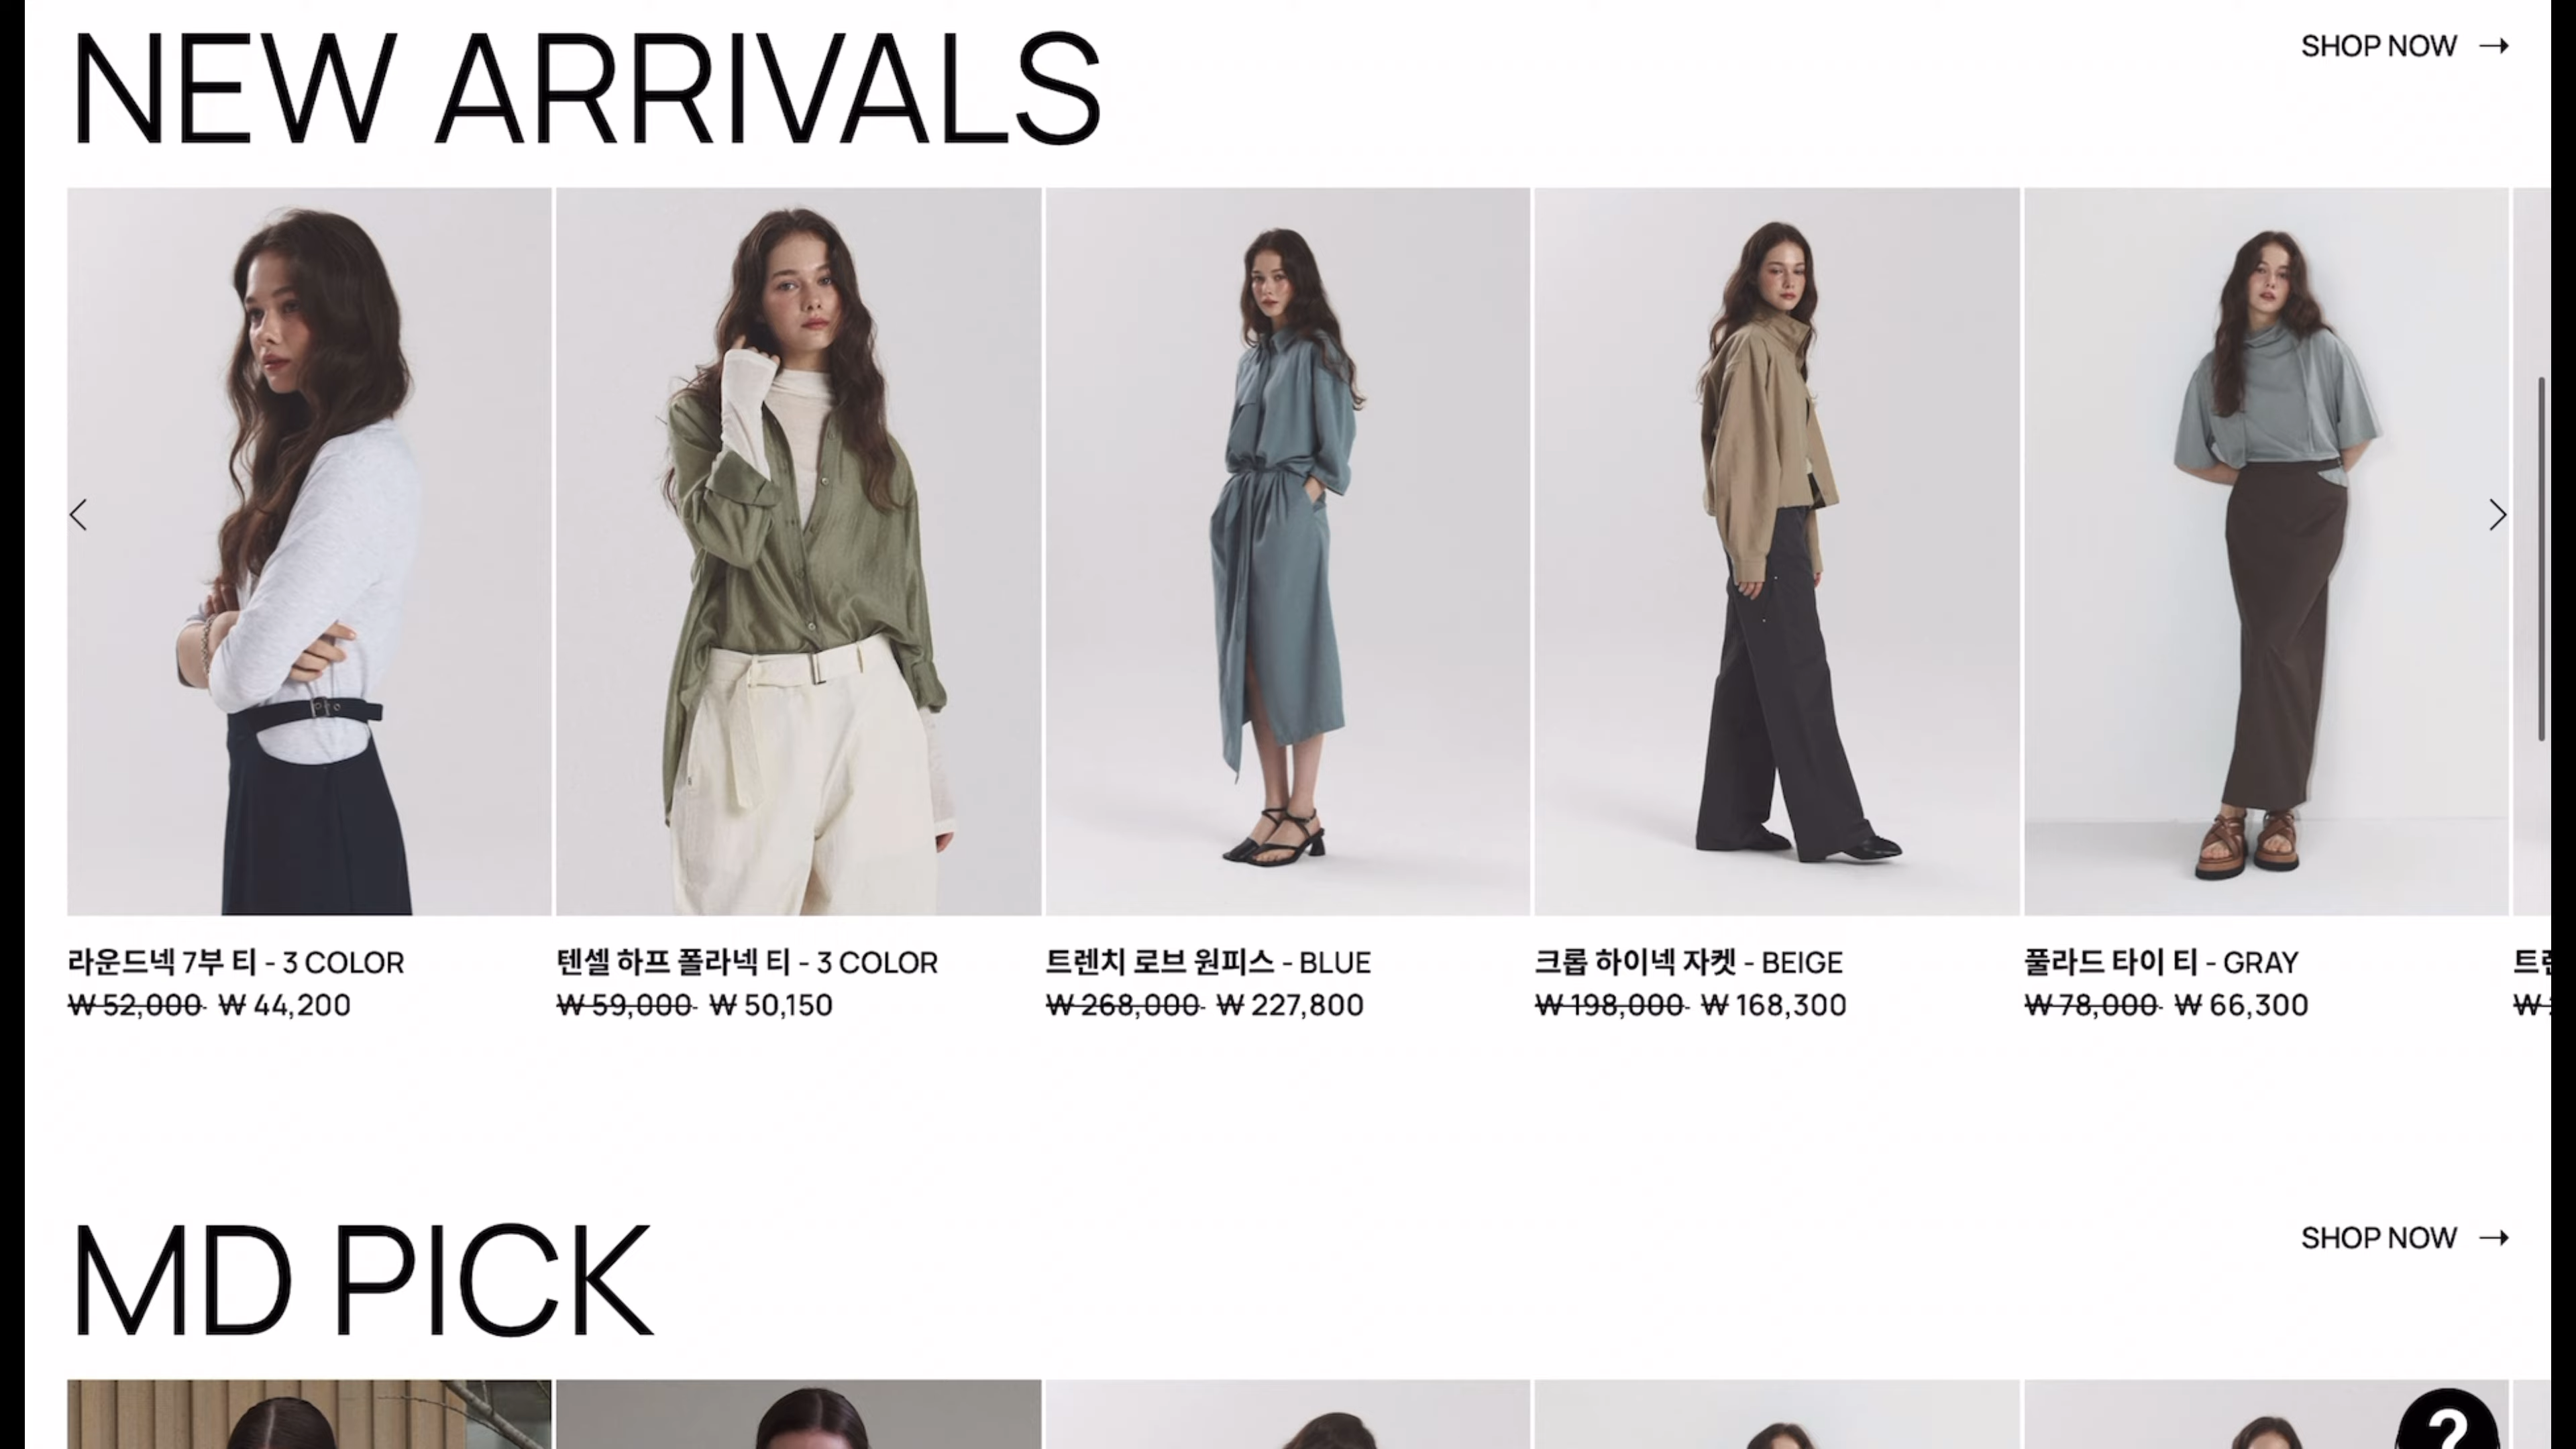 NEW ARRIVALS
SHOP NOW →
라운드넥 7부 티 - 3 COLOR
₩ 52,000 ₩ 44,200
텐셀 하프 폴라넥 티 - 3 COLOR
₩ 59,000 ₩ 50,150
트렌치 로브 원피스 - BLUE
₩ 268,000 ₩ 227,800
크롭 하이넥 자켓 - BEIGE
₩ 198,000 ₩ 168,300
풀라드 타이 티 - GRAY
₩ 78,000 ₩ 66,300
MD PICK
SHOP NOW →
?